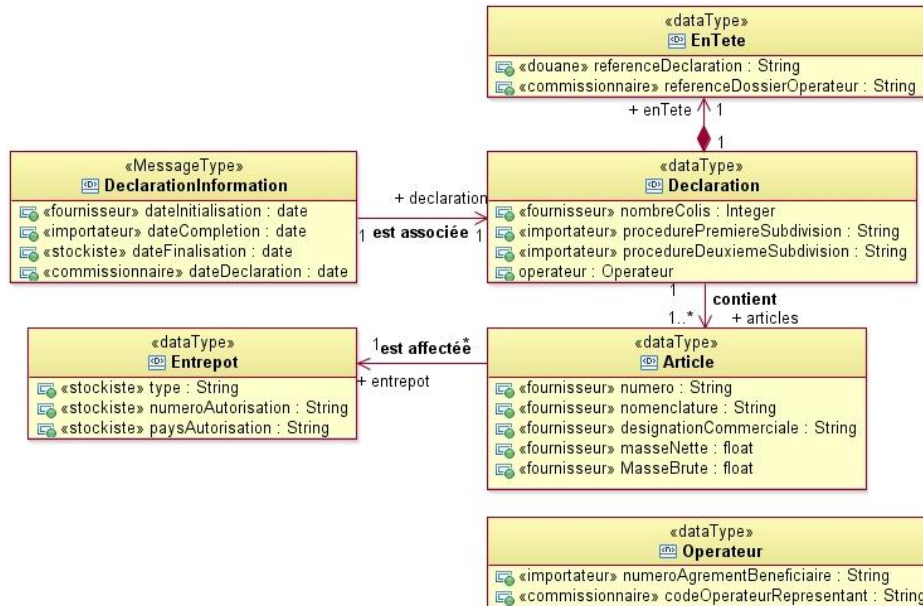 «dataType»
EnTete
«douane» referenceDeclaration : String
«commissionnaire» referenceDossierOperateur : String
+ enTete 1
1
«MessageType»
DeclarationInformation
«fournisseur» dateInitialisation : date
«importateur» dateCompletion : date
«stockiste» dateFinalisation : date
«commissionnaire» dateDeclaration : date
+ declaration
1 est associée 1
«dataType»
Declaration
«fournisseur» nombreColis : Integer
«importateur» procedurePremiereSubdivision : String
«importateur» procedureDeuxiemeSubdivision : String
operateur : Operateur
1 contient
1..* + articles
«dataType»
Entrepot
«stockiste» type : String
«stockiste» numeroAutorisation : String
«stockiste» paysAutorisation : String
1 est affectée *
+ entrepot
«dataType»
Article
«fournisseur» numero : String
«fournisseur» nomenclature : String
«fournisseur» designationCommerciale : String
«fournisseur» masseNette : float
«fournisseur» MasseBrute : float
«dataType»
Operateur
«importateur» numeroAgrementBeneficiaire : String
«commissionnaire» codeOperateurRepresentant : String